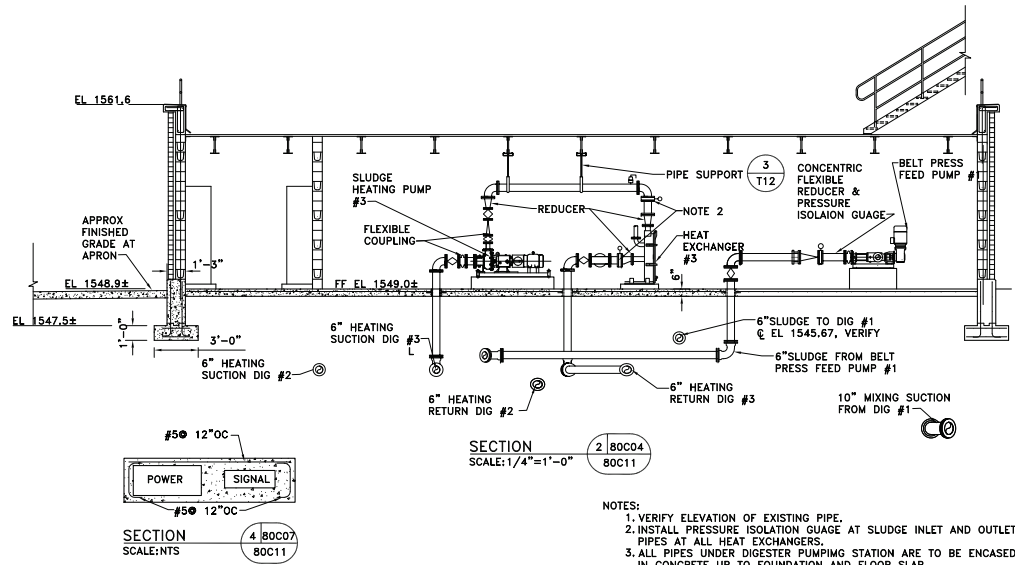 EL 1561.6
SLUDGE
HEATING PUMP
#3
PIPE SUPPORT
3
T12
CONCENTRIC
FLEXIBLE
REDUCER &
PRESSURE
ISOLAION GUAGE
BELT PRESS
FEED PUMP #1
REDUCER
NOTE 2
APPROX
FINISHED
GRADE AT
APRON
FLEXIBLE
COUPLING
HEAT
EXCHANGER
#3
1'-3"
6"
EL 1548.9±
FF EL 1549.0±
EL 1547.5±
1'-0"
3'-0"
6" HEATING
SUCTION DIG #2
6" HEATING
SUCTION DIG #3
L
6"SLUDGE TO DIG #1
℄ EL 1545.67, VERIFY
6"SLUDGE FROM BELT
PRESS FEED PUMP #1
6" HEATING
RETURN DIG #2
6" HEATING
RETURN DIG #3
10" MIXING SUCTION
FROM DIG #1
#5@ 12"OC
POWER
SIGNAL
#5@ 12"OC
SECTION
SCALE:NTS
4 80C07
80C11
SECTION
SCALE:1/4"=1'-0"
2 80C04
80C11
NOTES:
1. VERIFY ELEVATION OF EXISTING PIPE.
2. INSTALL PRESSURE ISOLATION GUAGE AT SLUDGE INLET AND OUTLET
PIPES AT ALL HEAT EXCHANGERS.
3. ALL PIPES UNDER DIGESTER PUMPIMG STATION ARE TO BE ENCASED
IN CONCRETE UP TO FOUNDATION AND FLOOR SLAB.